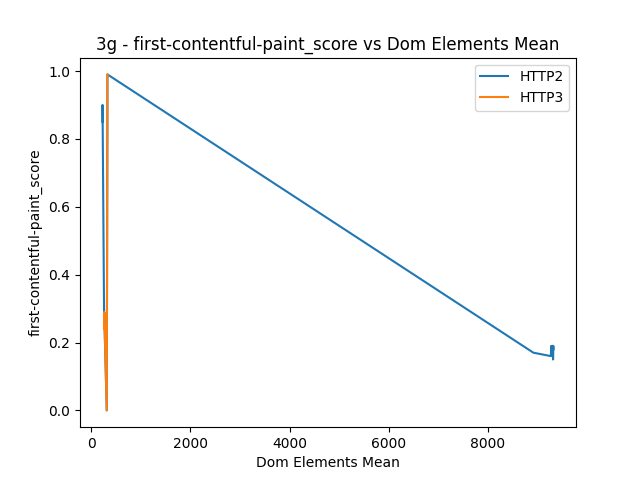 3g - first-contentful-paint_score vs Dom Elements Mean
HTTP2
HTTP3
first-contentful-paint_score
1.0
0.8
0.6
0.4
0.2
0.0
0 2000 4000 6000 8000
Dom Elements Mean